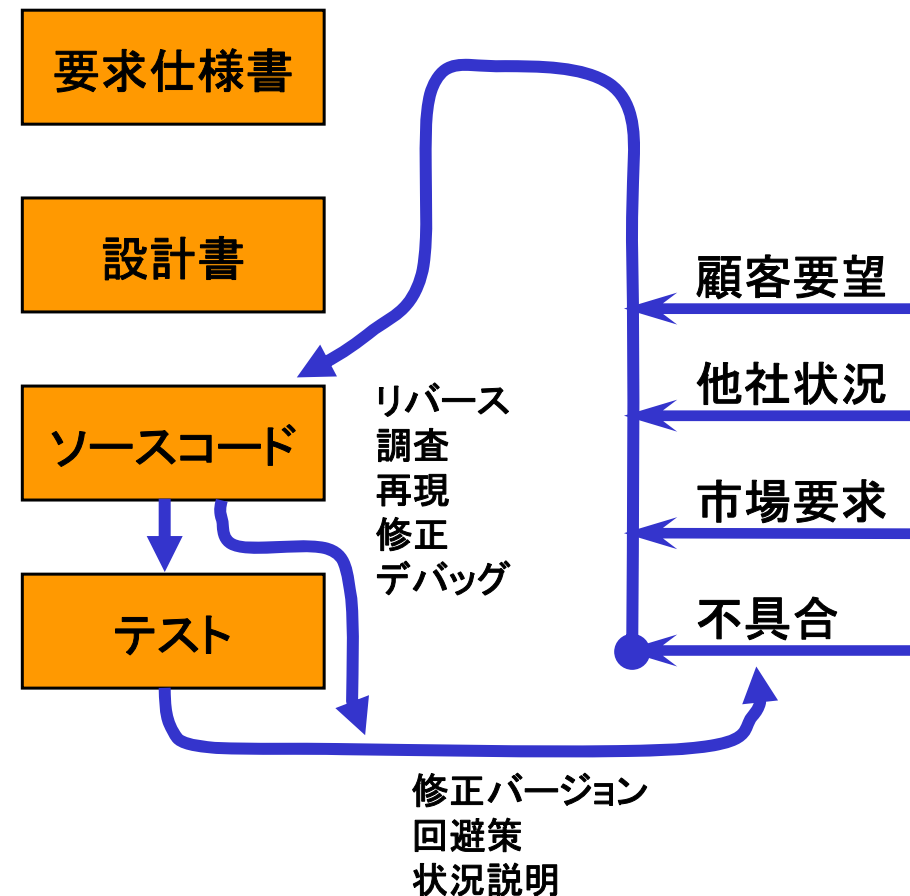 要求仕様書
設計書
ソースコード
テスト
リバース
調査
再現
修正
デバッグ
顧客要望
他社状況
市場要求
不具合
修正バージョン
回避策
状況説明